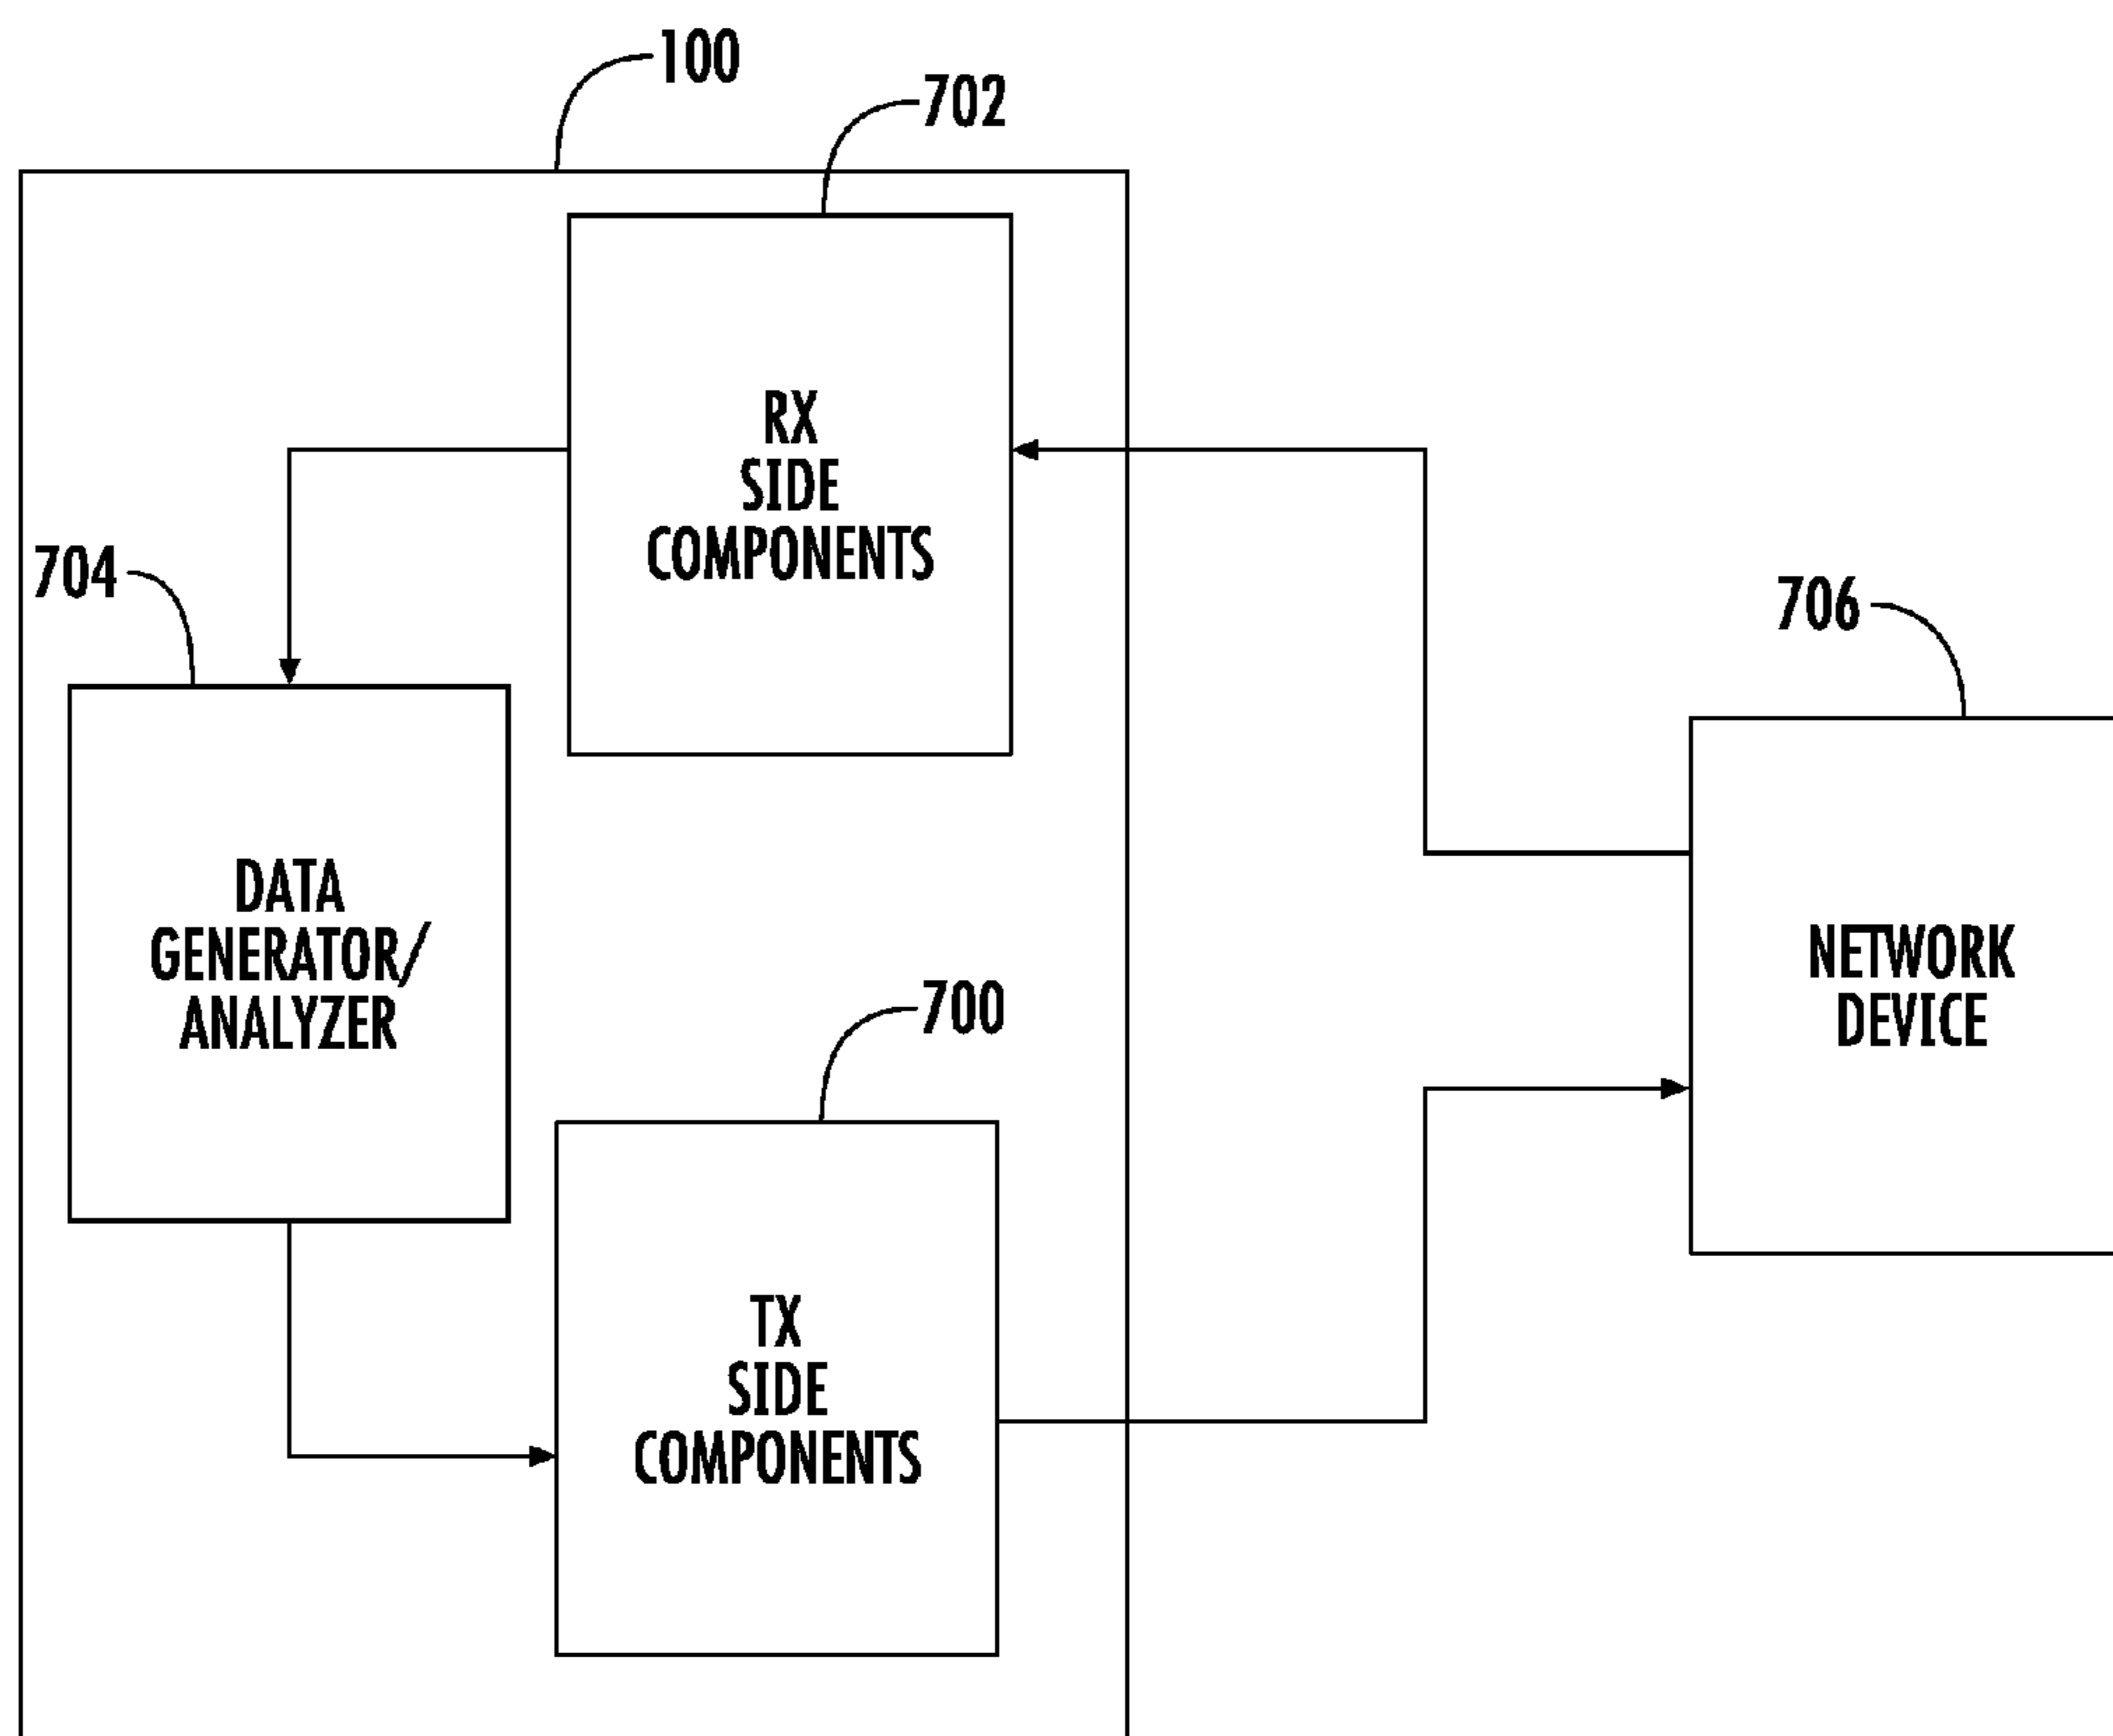 100
702
RX
SIDE
COMPONENTS
704
706
DATA
GENERATOR/
ANALYZER
NETWORK
DEVICE
700
TX
SIDE
COMPONENTS